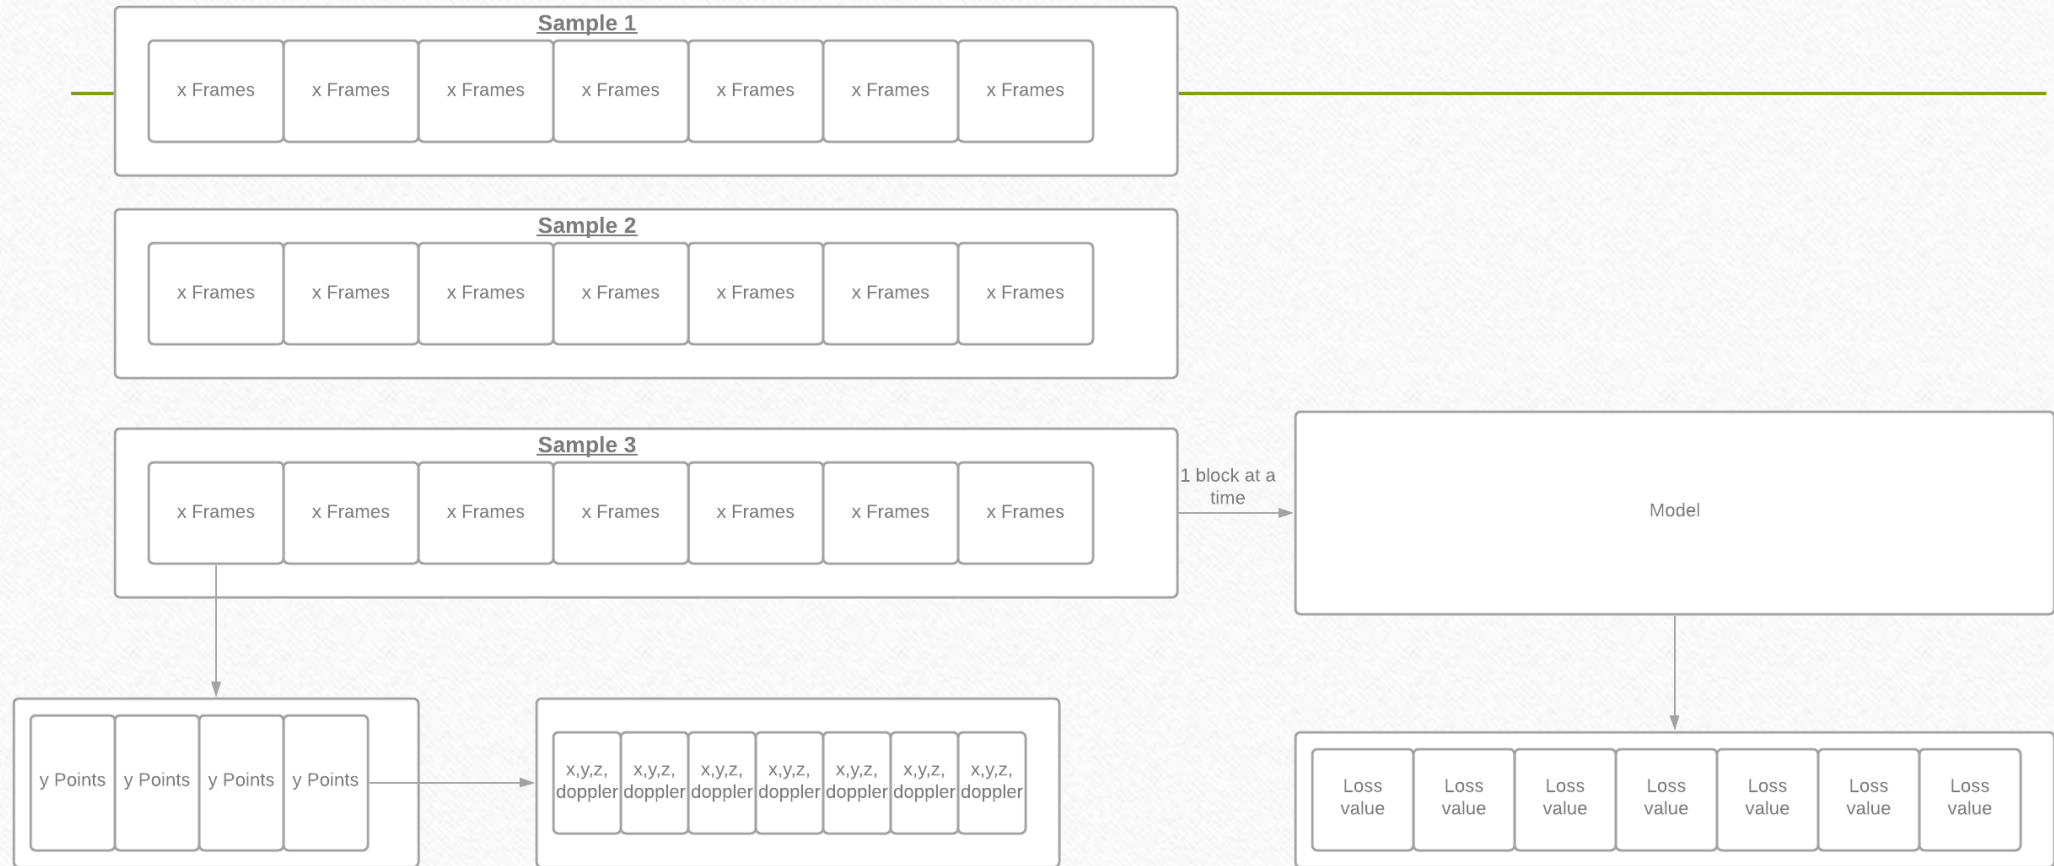 Sample 1
x Frames x Frames x Frames x Frames x Frames x Frames x Frames
Sample 2
x Frames x Frames x Frames x Frames x Frames x Frames x Frames
Sample 3
x Frames x Frames x Frames x Frames x Frames x Frames x Frames
1 block at a
time
Model
y Points y Points y Points y Points
x,y,z, x,y,z, x,y,z, x,y,z, x,y,z, x,y,z, x,y,z,
doppler doppler doppler doppler doppler doppler doppler
Loss Loss Loss Loss Loss Loss Loss
value value value value value value value